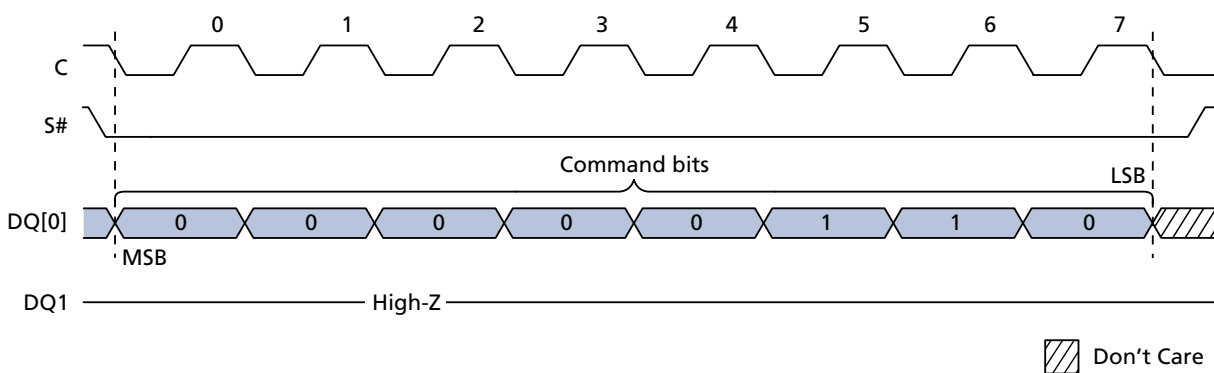 0 1 2 3 4 5 6 7
C
S#
Command bits
LSB
DQ[0] 0 0 0 0 0 1 1 0
MSB
DQ1 High-Z
Don't Care